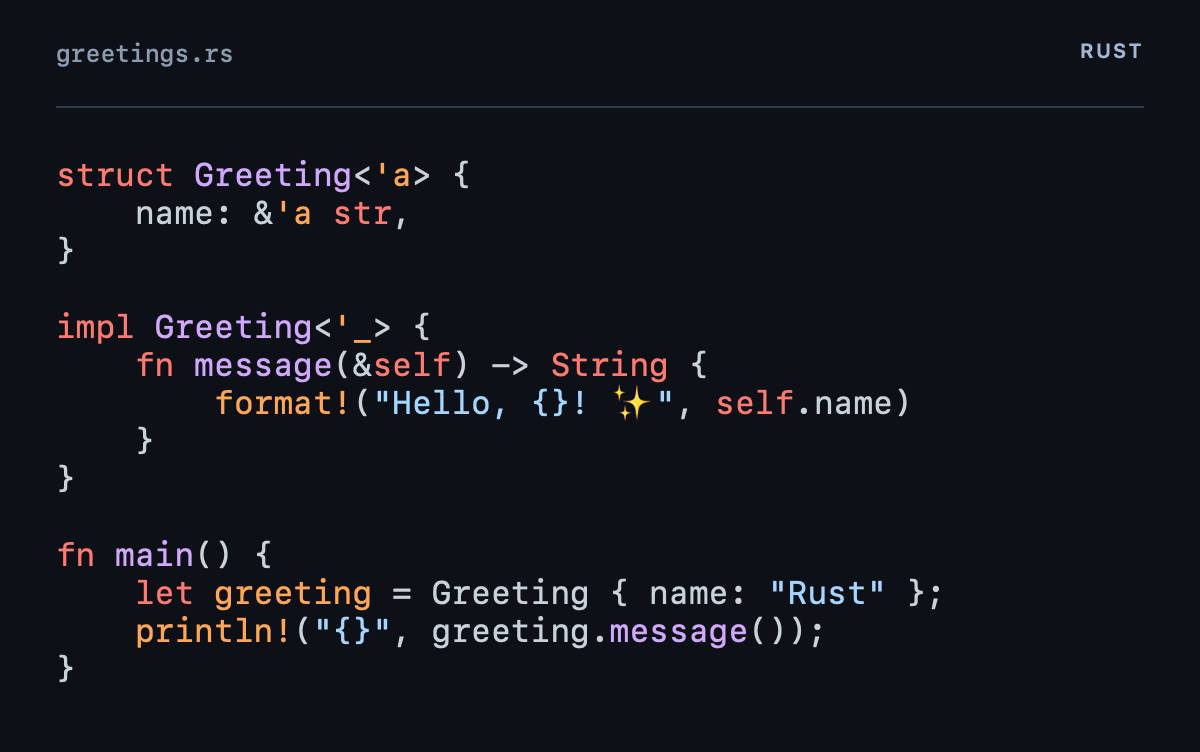 greetings.rs
RUST
struct Greeting<'a> {
    name: &'a str,
}

impl Greeting<'_> {
    fn message(&self) -> String {
        format!("Hello, {}! ✨", self.name)
    }
}

fn main() {
    let greeting = Greeting { name: "Rust" };
    println!("{}", greeting.message());
}